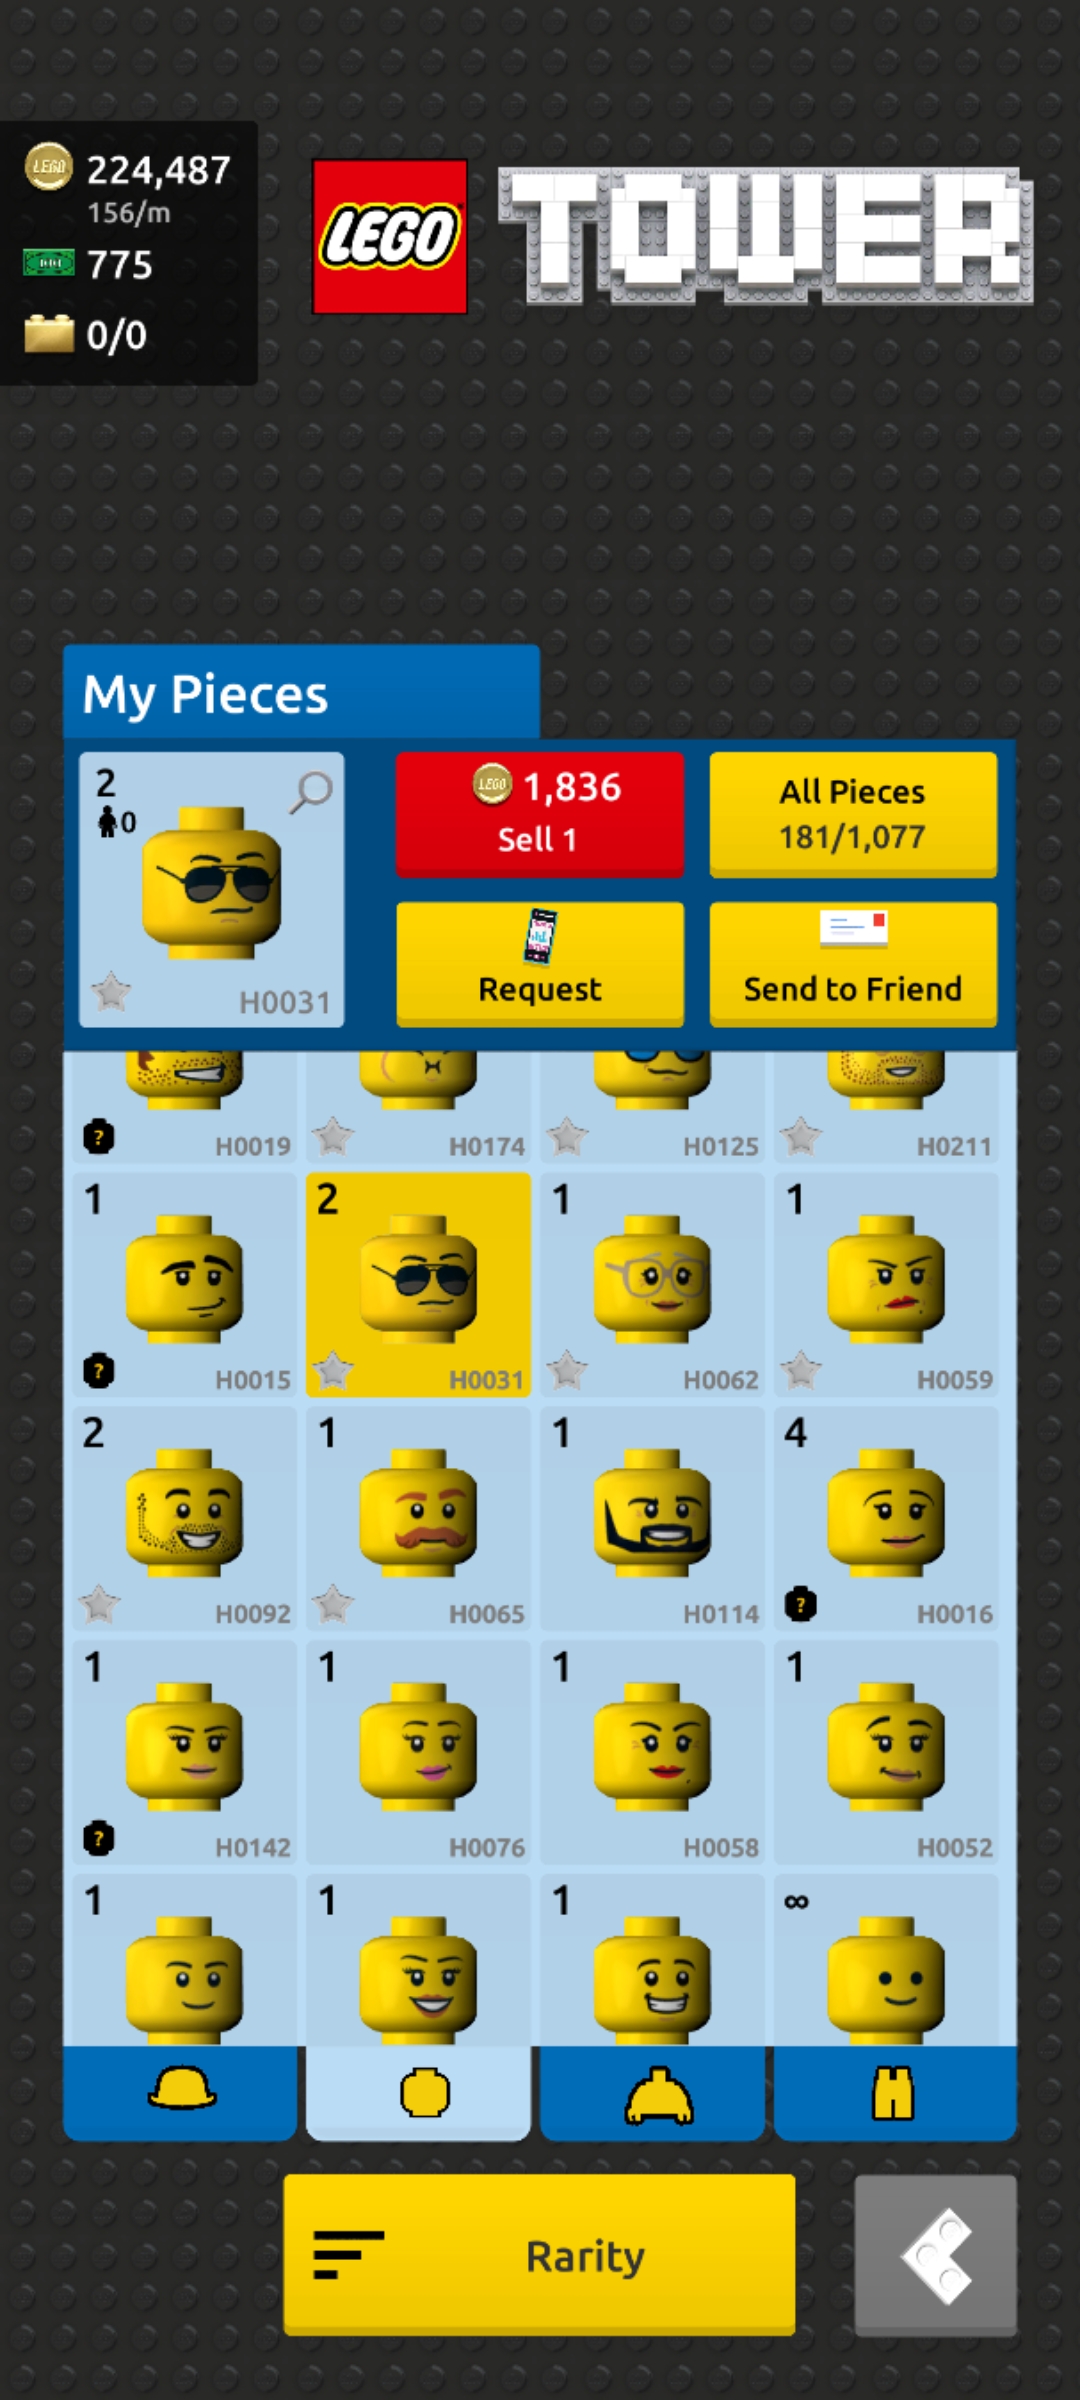 LEGO
224,487
156/m
775
0/0
LEGO
TOWER
My Pieces
2
0
H0031
LEGO
1,836
Sell 1
All Pieces
181/1,077
Request
Send to Friend
?
H0019
H0174
H0125
H0211
1
?
H0015
2
H0031
1
H0062
1
H0059
2
H0092
1
H0065
1
H0114
4
?
H0016
1
?
H0142
1
H0076
1
H0058
1
H0052
1
1
1
∞
Rarity